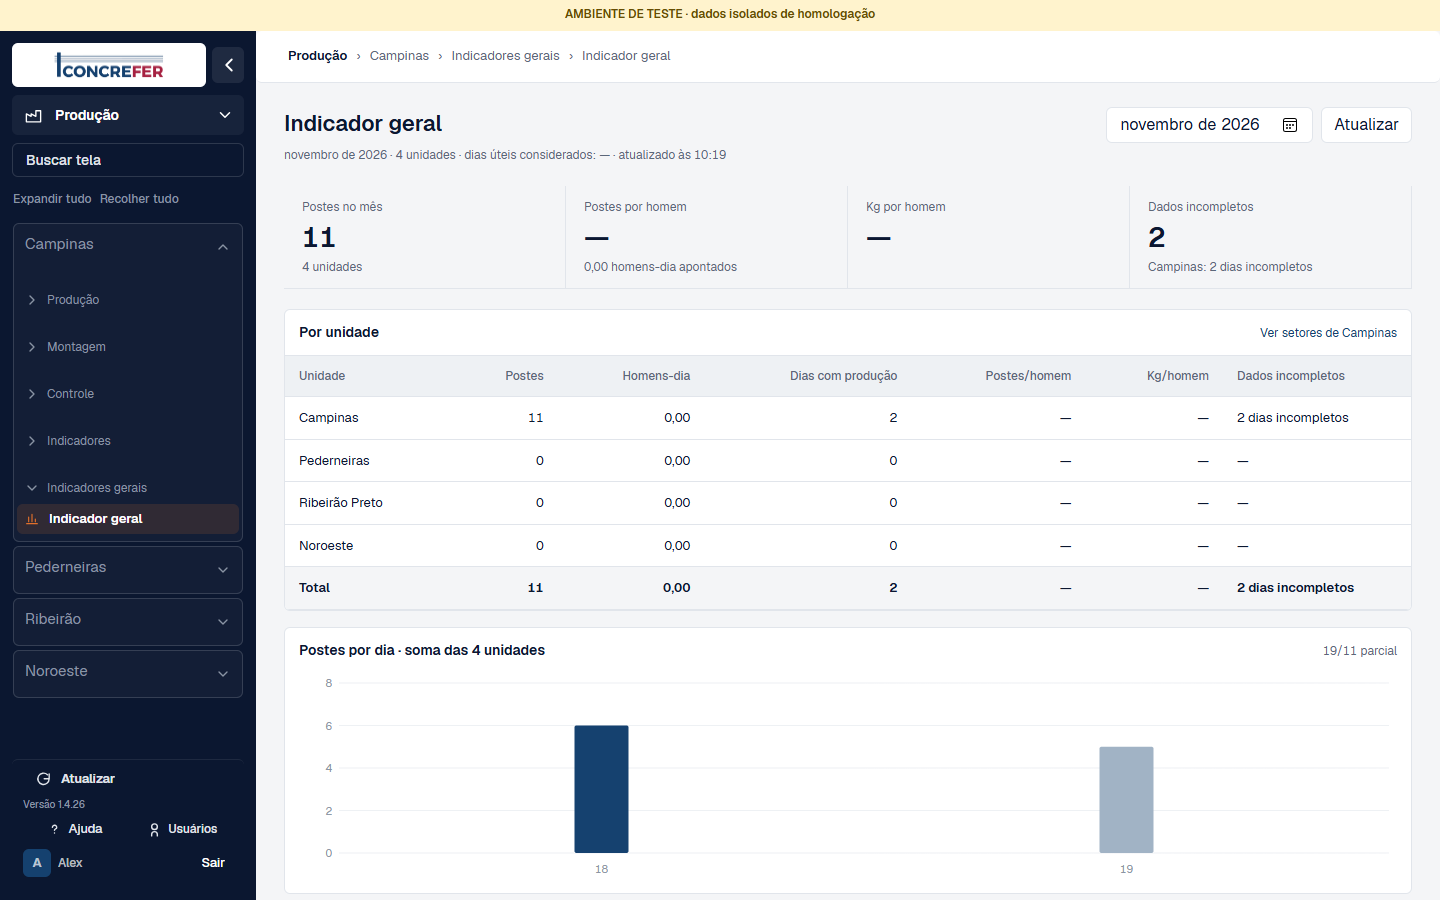 AMBIENTE DE TESTE · dados isolados de homologação
CONCREFER
Produção
Buscar tela
Expandir tudo Recolher tudo
Campinas
Produção
Montagem
Controle
Indicadores
Indicadores gerais
Indicador geral
Pederneiras
Ribeirão
Noroeste
Atualizar
Versão 1.4.26
? Ajuda Usuários
A Alex Sair
Produção › Campinas › Indicadores gerais › Indicador geral
Indicador geral
novembro de 2026 Atualizar
novembro de 2026 · 4 unidades · dias úteis considerados: — · atualizado às 10:19
Postes no mês
11
4 unidades
Postes por homem
—
0,00 homens-dia apontados
Kg por homem
—
Dados incompletos
2
Campinas: 2 dias incompletos
Por unidade Ver setores de Campinas
Unidade Postes Homens-dia Dias com produção Postes/homem Kg/homem Dados incompletos
Campinas 11 0,00 2 — — 2 dias incompletos
Pederneiras 0 0,00 0 — — —
Ribeirão Preto 0 0,00 0 — — —
Noroeste 0 0,00 0 — — —
Total 11 0,00 2 — — 2 dias incompletos
Postes por dia · soma das 4 unidades 19/11 parcial
8
6
4
2
0
18 19